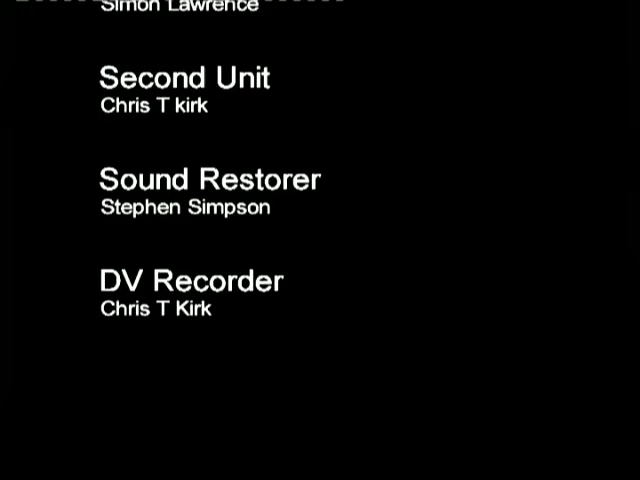 Simon Lawrence
Second Unit
Chris T kirk
Sound Restorer
Stephen Simpson
DV Recorder
Chris T Kirk